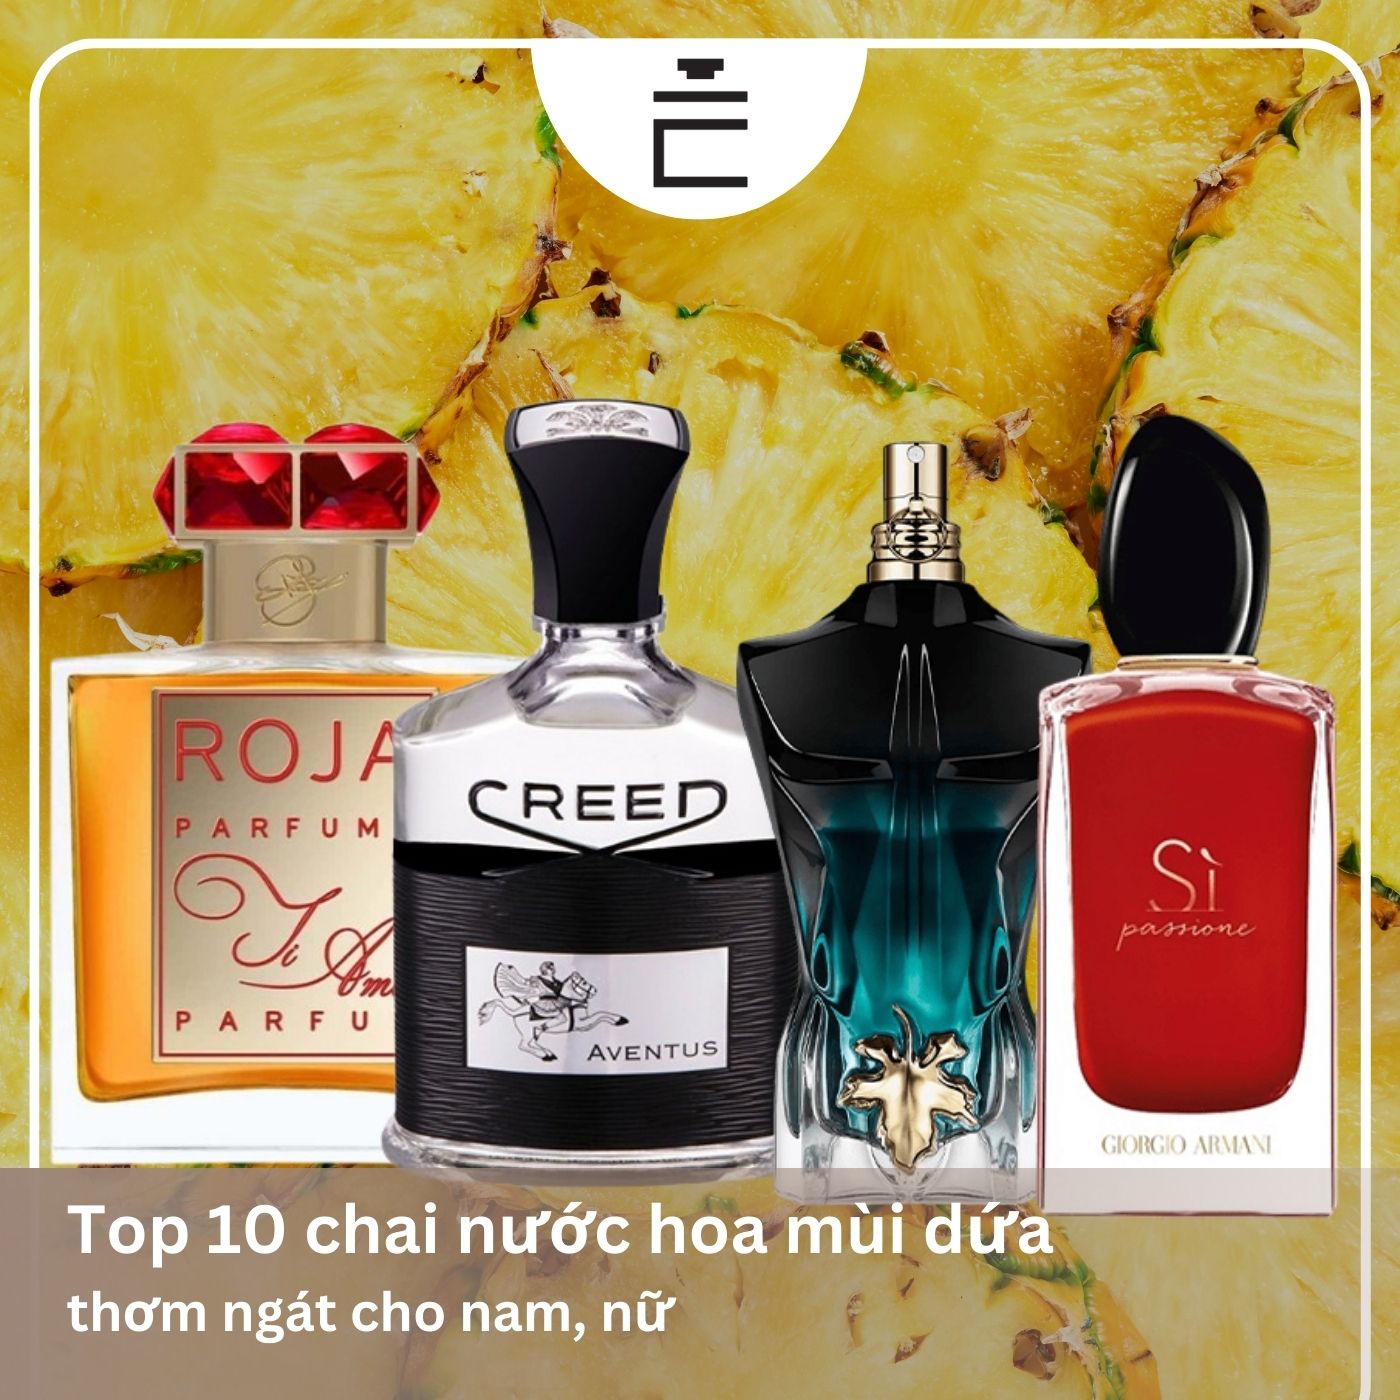 ROJA
PARFUM
Ti Am
PARFU
CREED
AVENTUS
Sì
passione
GIORGIO ARMANI
Top 10 chai nước hoa mùi dứa
thơm ngát cho nam, nữ